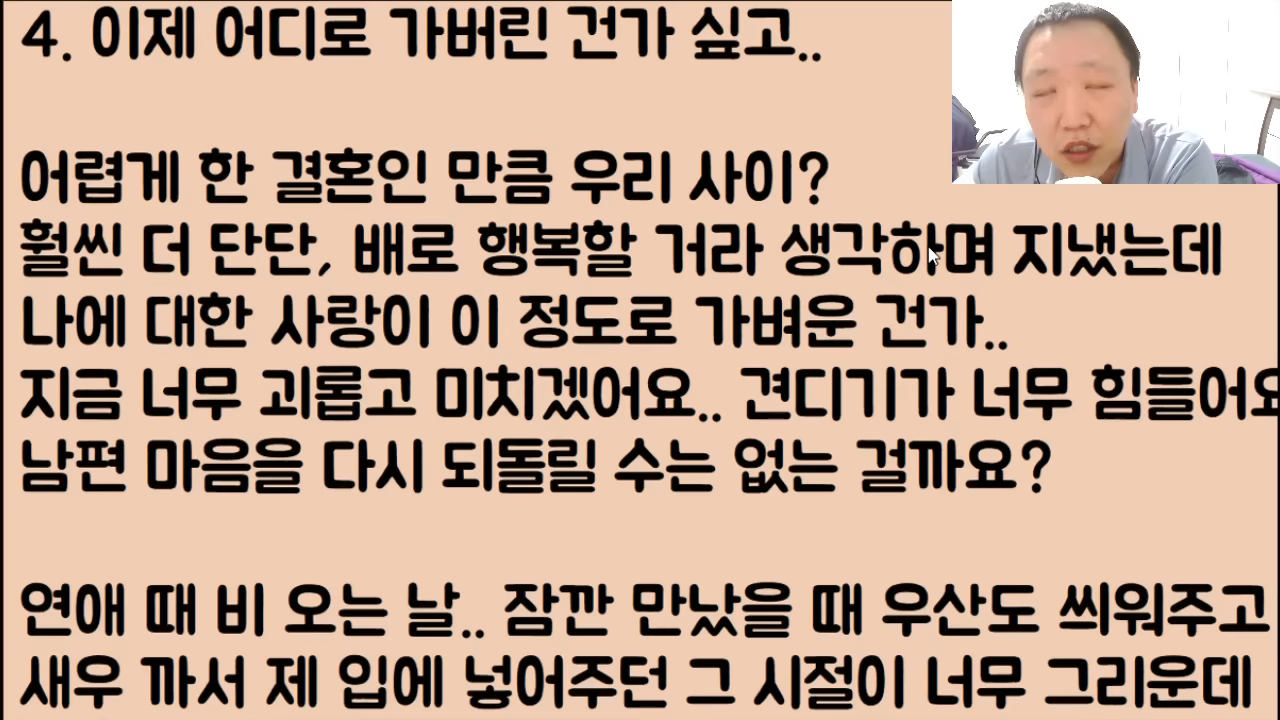 4. 이제 어디로 가버린 건가 싶고..
어렵게 한 결혼인 만큼 우리 사이?
훨씬 더 단단, 배로 행복할 거라 생각하며 지냈는데
나에 대한 사랑이 이 정도로 가벼운 건가..
지금 너무 괴롭고 미치겠어요.. 견디기가 너무 힘들어요
남편 마음을 다시 되돌릴 수는 없는 걸까요?
연애 때 비 오는 날.. 잠깐 만났을 때 우산도 씌워주고
새우 까서 제 입에 넣어주던 그 시절이 너무 그리운데